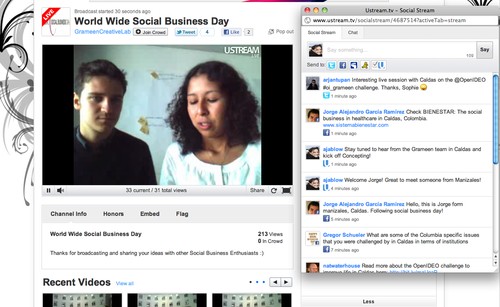 Broadcast started 30 seconds ago
World Wide Social Business Day
GrameenCreativeLab
Join Crowd
Tweet 4
Like 2
Pop out
LIVE
USTREAM
33 current / 31 total views
Share
Channel Info Honors Embed Flag
World Wide Social Business Day
213 Views
0 In Crowd
Thanks for broadcasting and sharing your ideas with other Social Business Enthusiasts :)
Recent Videos View all
Ustream.tv – Social Stream
www.ustream.tv/socialstream/4687514?activeTab=stream
Social Stream Chat
Say something...
Say
Send to:
arjantupan Interesting live session with Caldas on the @OpenIDEO
#oi_grameen challenge. Thanks, Sophie
1 minute ago
Jorge Alejandro Garcia Ramirez Check BIENESTAR: The social
business in healthcare in Caldas, Colombia.
www.sistemabienestar.com
1 minute ago
ajablow Stay tuned to hear from the Grameen team in Caldas and
kick off Concepting!
1 minute ago
ajablow Welcome Jorge! Great to meet someone from Manizales!
4 minutes ago
Jorge Alejandro Garcia Ramirez Hello, this is Jorge form
manizales, Caldas. Following social business day!
5 minutes ago
Gregor Schueler What are some of the Colombia specific issues
that you were challenged by in Caldas in terms of institutions
7 minutes ago
natwaterhouse Read more about the OpenIDEO challenge to
Less